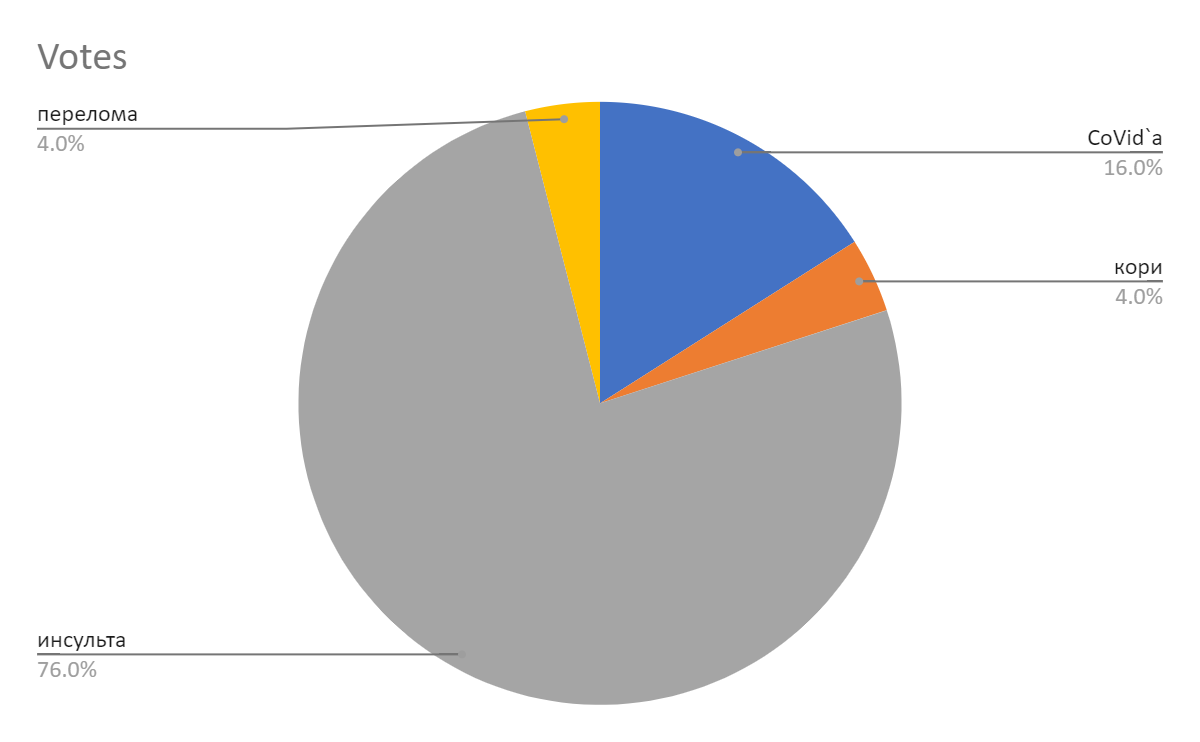 Votes
перелома
4.0%
CoVid`a
16.0%
кори
4.0%
инсульта
76.0%